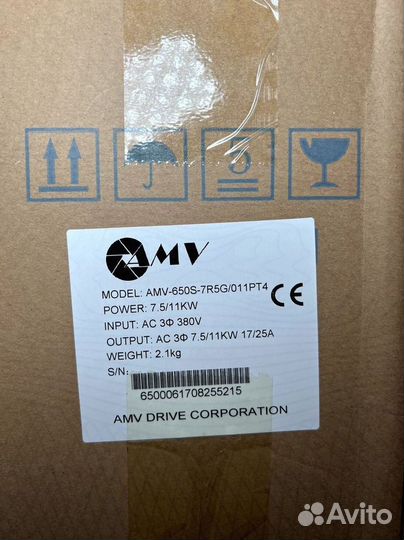 AMV
MODEL: AMV-650S-7R5G/011PT4
CE
POWER: 7.5/11KW
INPUT: AC 3Φ 380V
OUTPUT: AC 3Φ 7.5/11KW 17/25A
WEIGHT: 2.1kg
S/N:
6500061708255215
AMV DRIVE CORPORATION
Avito